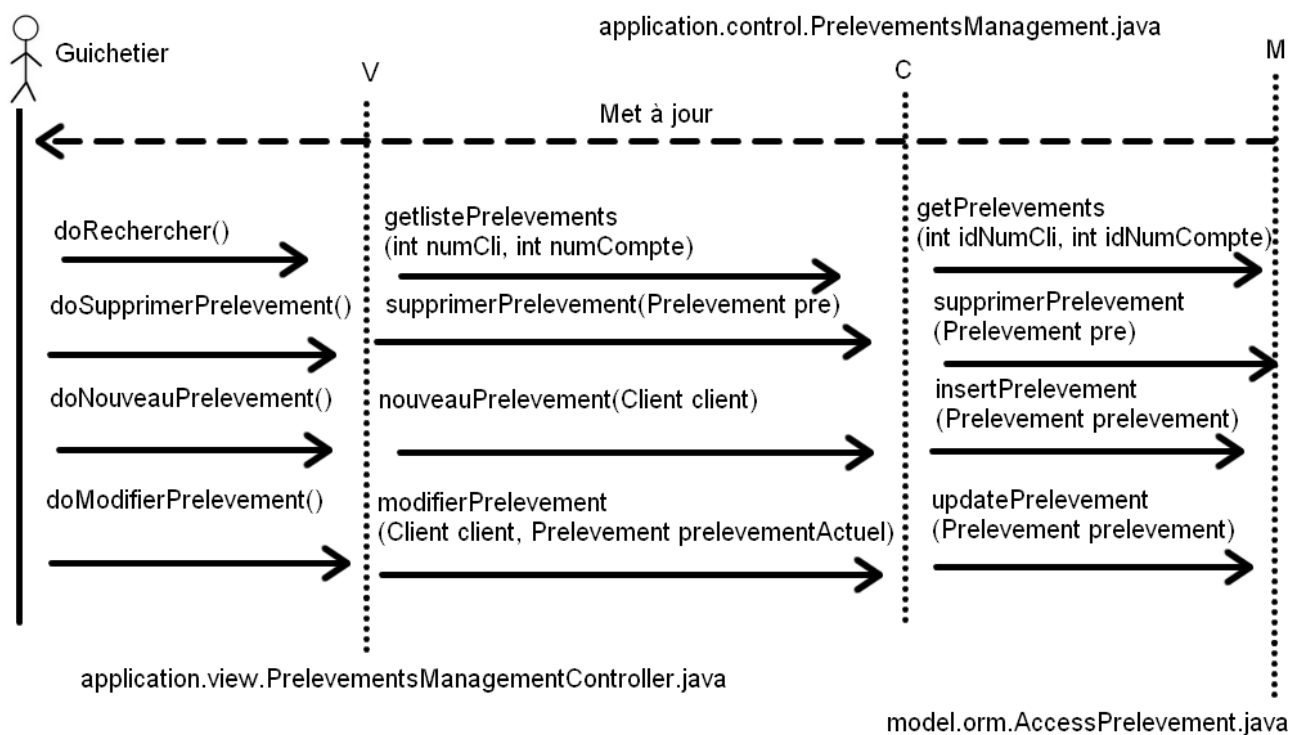 application.control.PrelevementsManagement.java
Guichetier
V
C
M
Met à jour
doRechercher()
getlistePrelevements
(int numCli, int numCompte)
getPrelevements
(int idNumCli, int idNumCompte)
doSupprimerPrelevement()
supprimerPrelevement(Prelevement pre)
supprimerPrelevement
(Prelevement pre)
doNouveauPrelevement()
nouveauPrelevement(Client client)
insertPrelevement
(Prelevement prelevement)
doModifierPrelevement()
modifierPrelevement
(Client client, Prelevement prelevementActuel)
updatePrelevement
(Prelevement prelevement)
application.view.PrelevementsManagementController.java
model.orm.AccessPrelevement.java